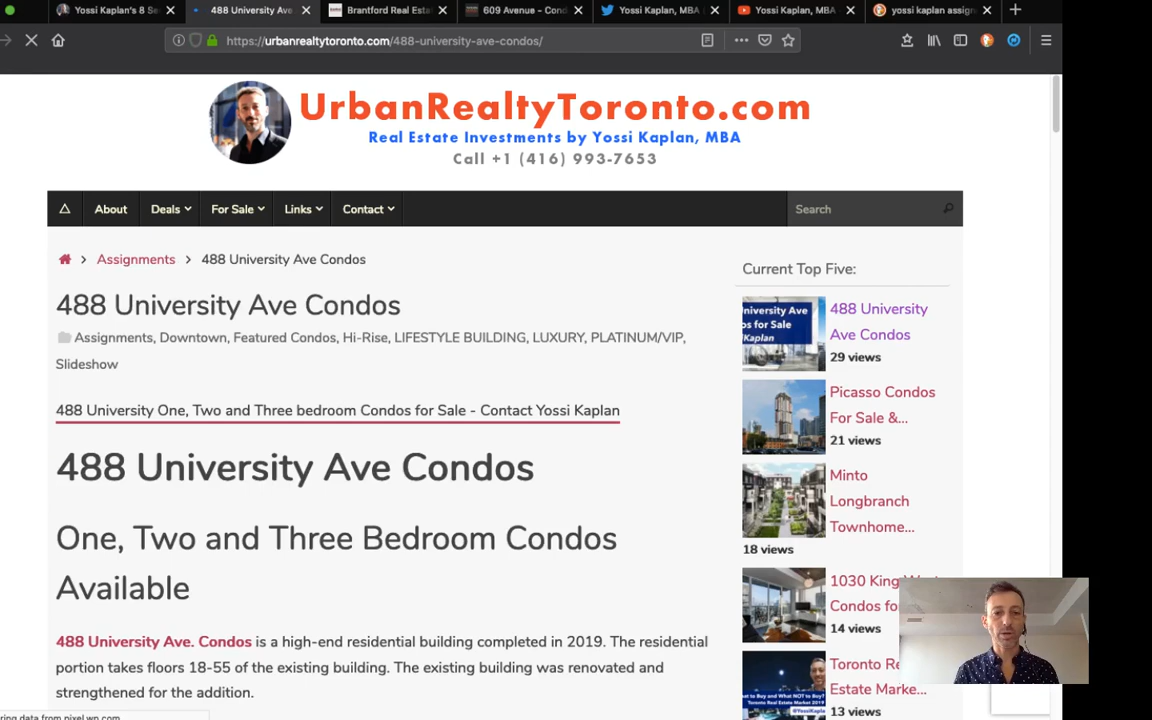 Yossi Kaplan's 8 Se
488 University Ave
Brantford Real Esta
609 Avenue - Con
Yossi Kaplan, MBA
Yossi Kaplan, MBA
yossi kaplan assign
https://urbanrealtytoronto.com/488-university-ave-condos/
UrbanRealtyToronto.com
Real Estate Investments by Yossi Kaplan, MBA
Call +1 (416) 993-7653
About Deals For Sale Links Contact Search
Assignments 488 University Ave Condos
488 University Ave Condos
Assignments, Downtown, Featured Condos, Hi-Rise, LIFESTYLE BUILDING, LUXURY, PLATINUM/VIP,
Slideshow
488 University One, Two and Three bedroom Condos for Sale - Contact Yossi Kaplan
488 University Ave Condos
One, Two and Three Bedroom Condos
Available
488 University Ave. Condos is a high-end residential building completed in 2019. The residential
portion takes floors 18-55 of the existing building. The existing building was renovated and
strengthened for the addition.
Current Top Five:
488 University
Ave Condos
29 views
Picasso Condos
For Sale &...
21 views
Minto
Longbranch
Townhome...
18 views
1030 King
Condos fo
14 views
Toronto Re
Estate Marke...
13 views